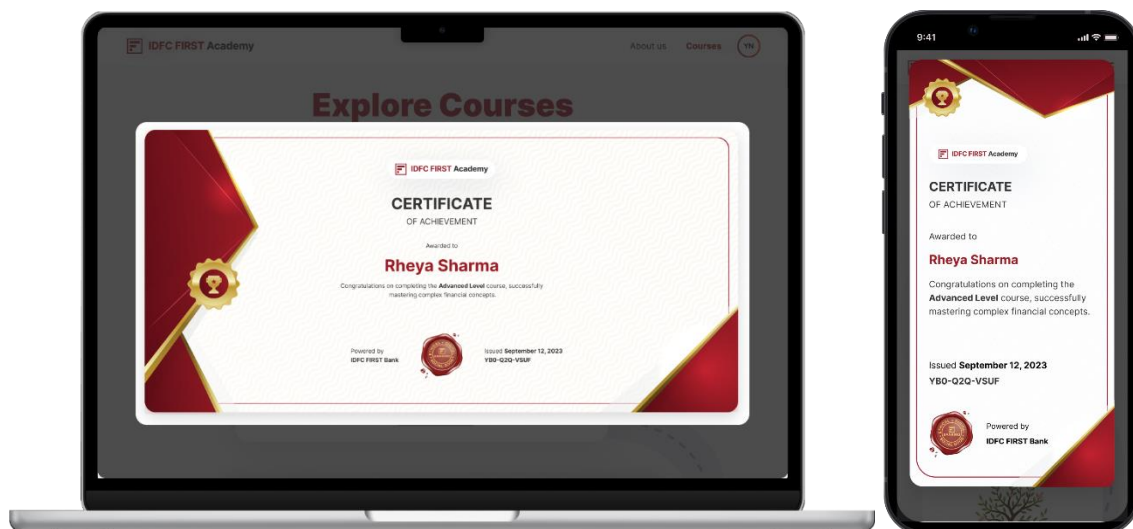 IDFC FIRST Academy
About us
Courses
YN
Explore Courses
IDFC FIRST Academy
CERTIFICATE
OF ACHIEVEMENT
Awarded to
Rheya Sharma
Congratulations on completing the Advanced Level course, successfully
mastering complex financial concepts.
Powered by
IDFC FIRST Bank
Issued September 12, 2023
YB0-Q2Q-VSUF
9:41
IDFC FIRST Academy
CERTIFICATE
OF ACHIEVEMENT
Awarded to
Rheya Sharma
Congratulations on completing the
Advanced Level course, successfully
mastering complex financial concepts.
Issued September 12, 2023
YB0-Q2Q-VSUF
Powered by
IDFC FIRST Bank